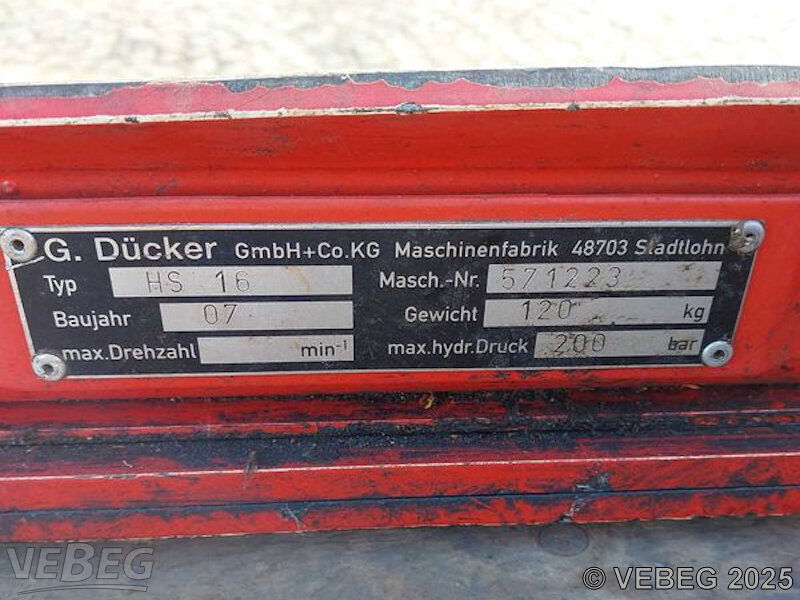 G. Dücker GmbH+Co.KG Maschinenfabrik 48703 Stadtlohn
Typ HS 16 Masch.-Nr. 571223
Baujahr 07 Gewicht 120 kg
max.Drehzahl min-1 max.hydr.Druck 200 bar
VEBEG
© VEBEG 2025